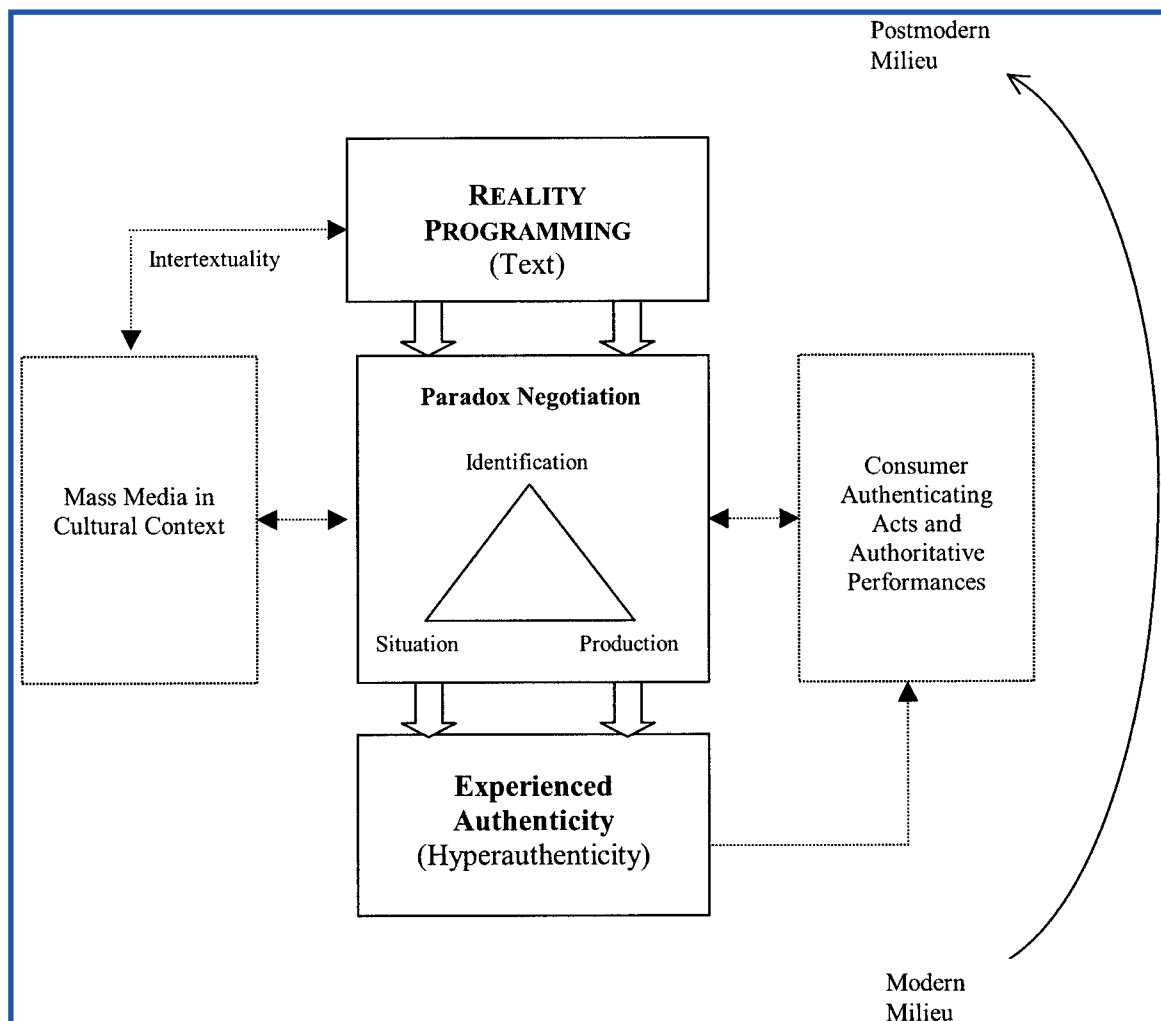 Postmodern
Milieu
REALITY
PROGRAMMING
(Text)
Intertextuality
Paradox Negotiation
Identification
Situation
Production
Mass Media in
Cultural Context
Consumer
Authenticating
Acts and
Authoritative
Performances
Experienced
Authenticity
(Hyperauthenticity)
Modern
Milieu